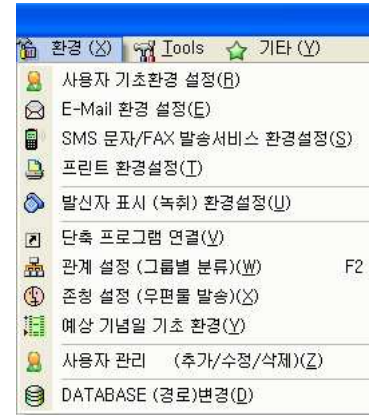 환경(X) Tools 기타(Y)
사용자 기초환경 설정(R)
E-Mail 환경 설정(E)
SMS 문자/FAX 발송서비스 환경설정(S)
프린트 환경설정(T)
발신자 표시 (녹취) 환경설정(U)
단축 프로그램 연결(V)
관계 설정 (그룹별 분류)(W) F2
존칭 설정 (우편물 발송)(X)
예상 기념일 기초 환경(Y)
사용자 관리 (추가/수정/삭제)(Z)
DATABASE (경로)변경(D)